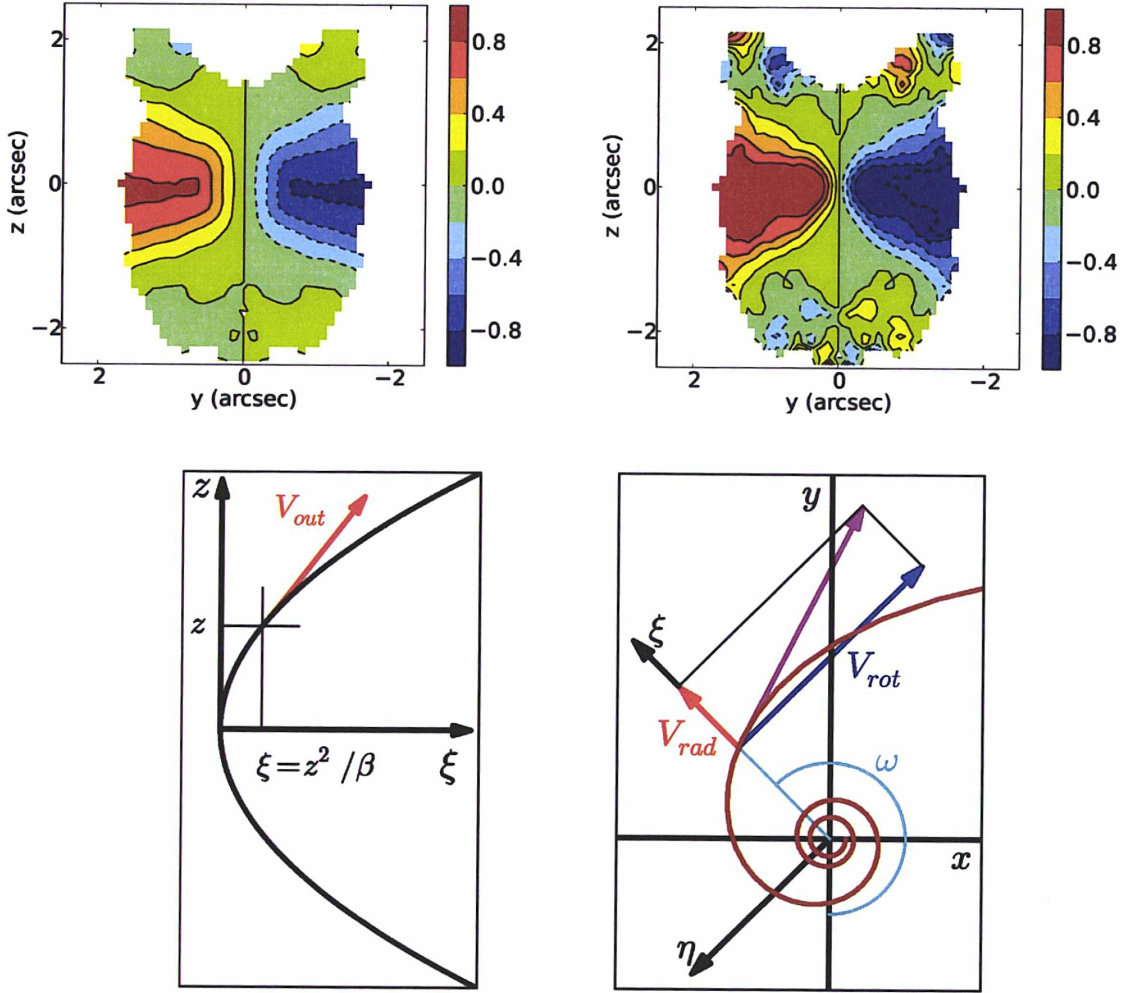 2
0
−2
z (arcsec)
2
0
−2
y (arcsec)
0.8
0.4
0.0
−0.4
−0.8
2
0
−2
z (arcsec)
2
0
−2
y (arcsec)
0.8
0.4
0.0
−0.4
−0.8
z
V_out
z
ξ=z² /β
ξ
y
ξ
V_rot
V_rad
ω
x
η